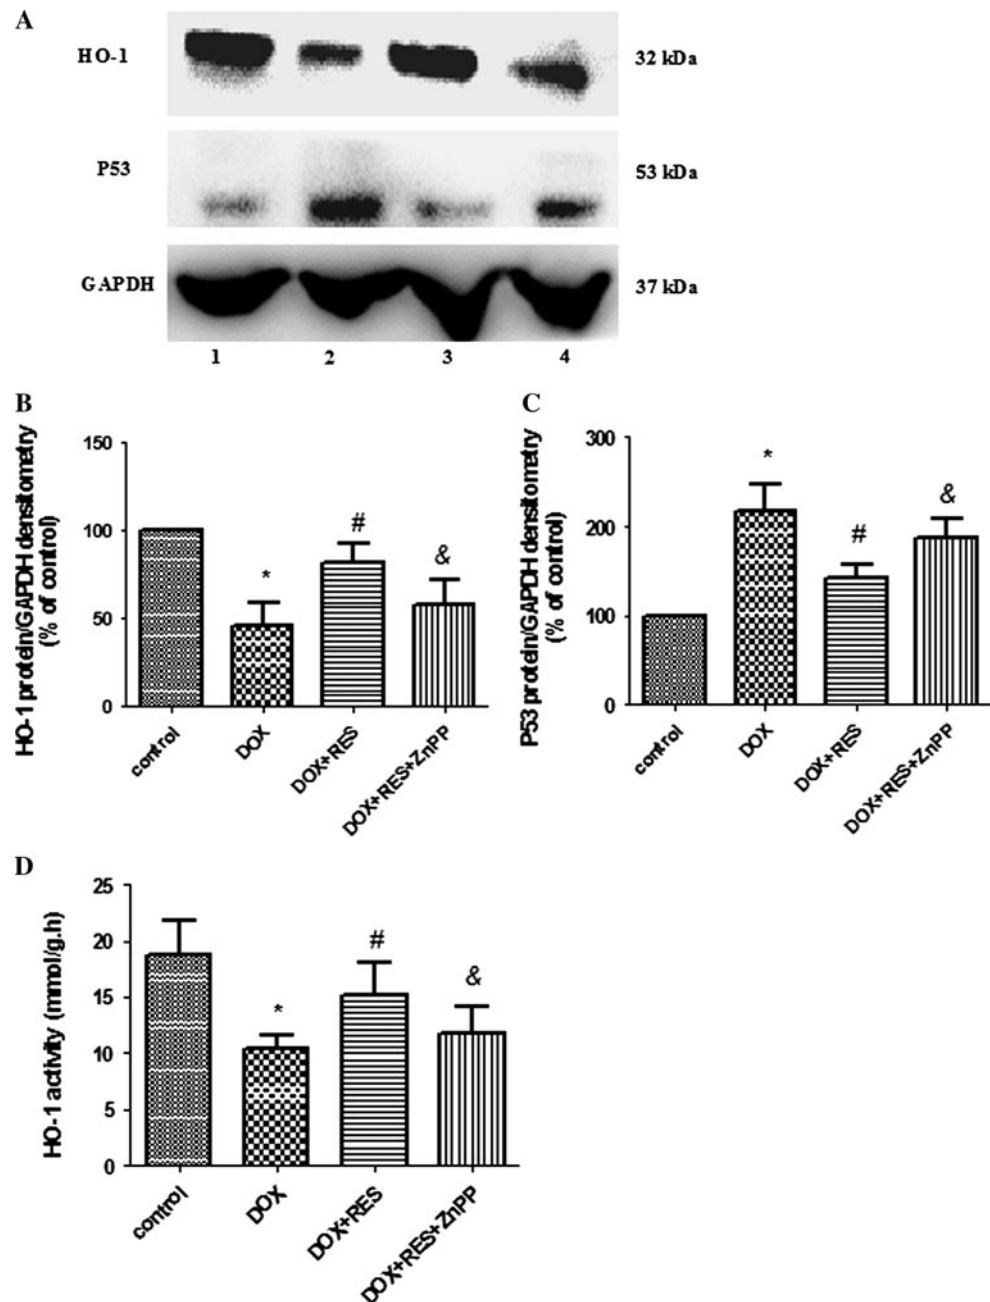 A
HO-1
32 kDa
P53
53 kDa
GAPDH
37 kDa
1 2 3 4
B
HO-1 protein/GAPDH densitometry
(% of control)
150
100
50
0
*
#
&
control
DOX
DOX+RES
DOX+RES+ZnPP
C
P53 protein/GAPDH densitometry
(% of control)
300
200
100
0
*
#
&
control
DOX
DOX+RES
DOX+RES+ZnPP
D
HO-1 activity (mmol/g.h)
25
20
15
10
5
0
*
#
&
control
DOX
DOX+RES
DOX+RES+ZnPP